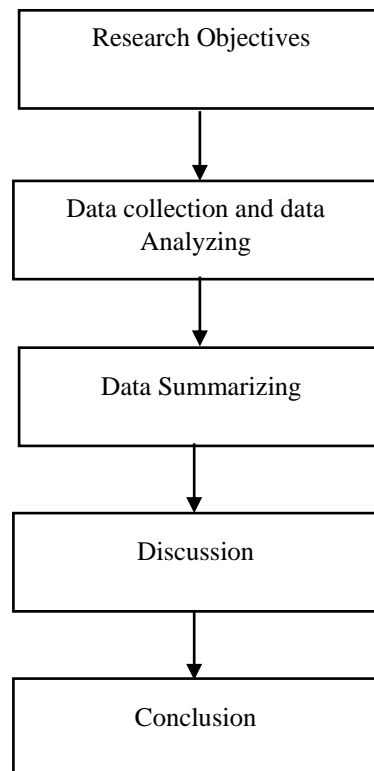 Research Objectives
Data collection and data
Analyzing
Data Summarizing
Discussion
Conclusion